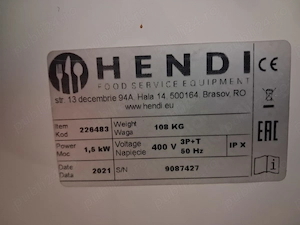 HENDI
FOOD SERVICE EQUIPMENT
str. 13 decembrie 94A, Hala 14, 500164, Brasov, RO
www.hendi.eu
CE
Item Kod 226483 Weight Waga 108 KG
Power Moc 1,5 kW Voltage Napięcie 400 V 3P+T 50 Hz IP X
EAC
Date Data 2021 S/N 9087427